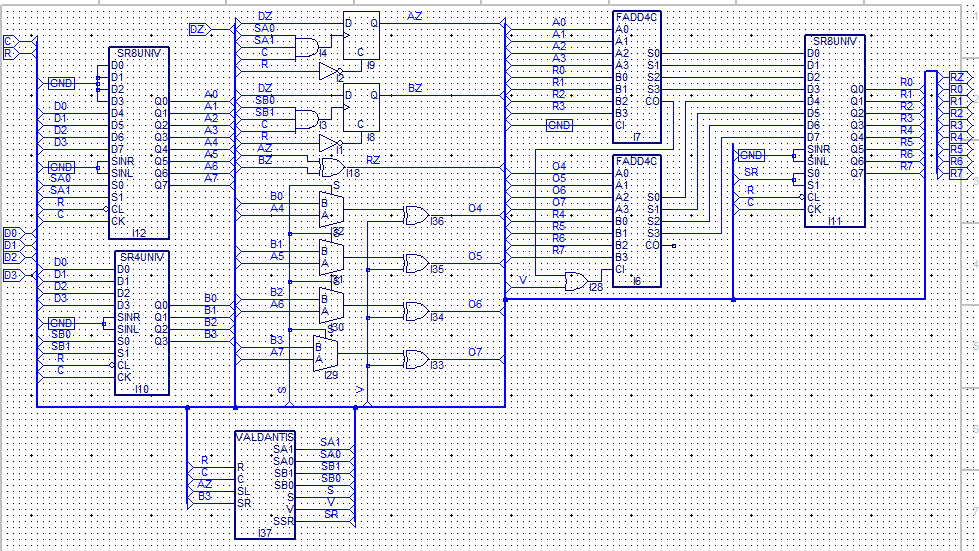 C
R
SR8UNIV
GND
D0
D1
D2
D3
SA0
SA1
R
C
D0
D1
D2
D3
D4
D5
D6
D7
SINR
SINL
S0
S1
CL
CK
Q0
Q1
Q2
Q3
Q4
Q5
Q6
Q7
GND
I12
A0
A1
A2
A3
A4
A5
A6
A7
D0
D1
D2
D3
SR4UNIV
D0
D1
D2
D3
GND
SB0
SB1
R
C
D0
D1
D2
D3
SINR
SINL
S0
S1
CL
CK
Q0
Q1
Q2
Q3
I10
B0
B1
B2
B3
DZ
DZ
SA0
SA1
C
R
I4
I2
D
Q
C
I9
AZ
DZ
SB0
SB1
C
R
I3
I1
D
Q
C
I8
BZ
AZ
BZ
I18
RZ
S
B0
A4
B
A
I32
I36
O4
S
B1
A5
B
A
I31
I35
O5
S
B2
A6
B
A
I30
I34
O6
S
B3
A7
B
A
I29
I33
O7
S
V
VALDANTIS
R
C
AZ
B3
R
C
SL
SR
SA1
SA0
SB1
SB0
S
V
SSR
I37
SA1
SA0
SB1
SB0
S
V
SR
FADD4C
A0
A1
A2
A3
R0
R1
R2
R3
GND
A0
A1
A2
A3
B0
B1
B2
B3
CI
S0
S1
S2
S3
CO
I7
FADD4C
O4
O5
O6
O7
R4
R5
R6
R7
V
I28
A0
A1
A2
A3
B0
B1
B2
B3
CI
S0
S1
S2
S3
CO
I6
SR8UNIV
D0
D1
D2
D3
D4
D5
D6
D7
SINR
SINL
S0
S1
CL
CK
Q0
Q1
Q2
Q3
Q4
Q5
Q6
Q7
I11
GND
SR
R
C
R0
R1
R2
R3
R4
R5
R6
R7
RZ
R0
R1
R2
R3
R4
R5
R6
R7